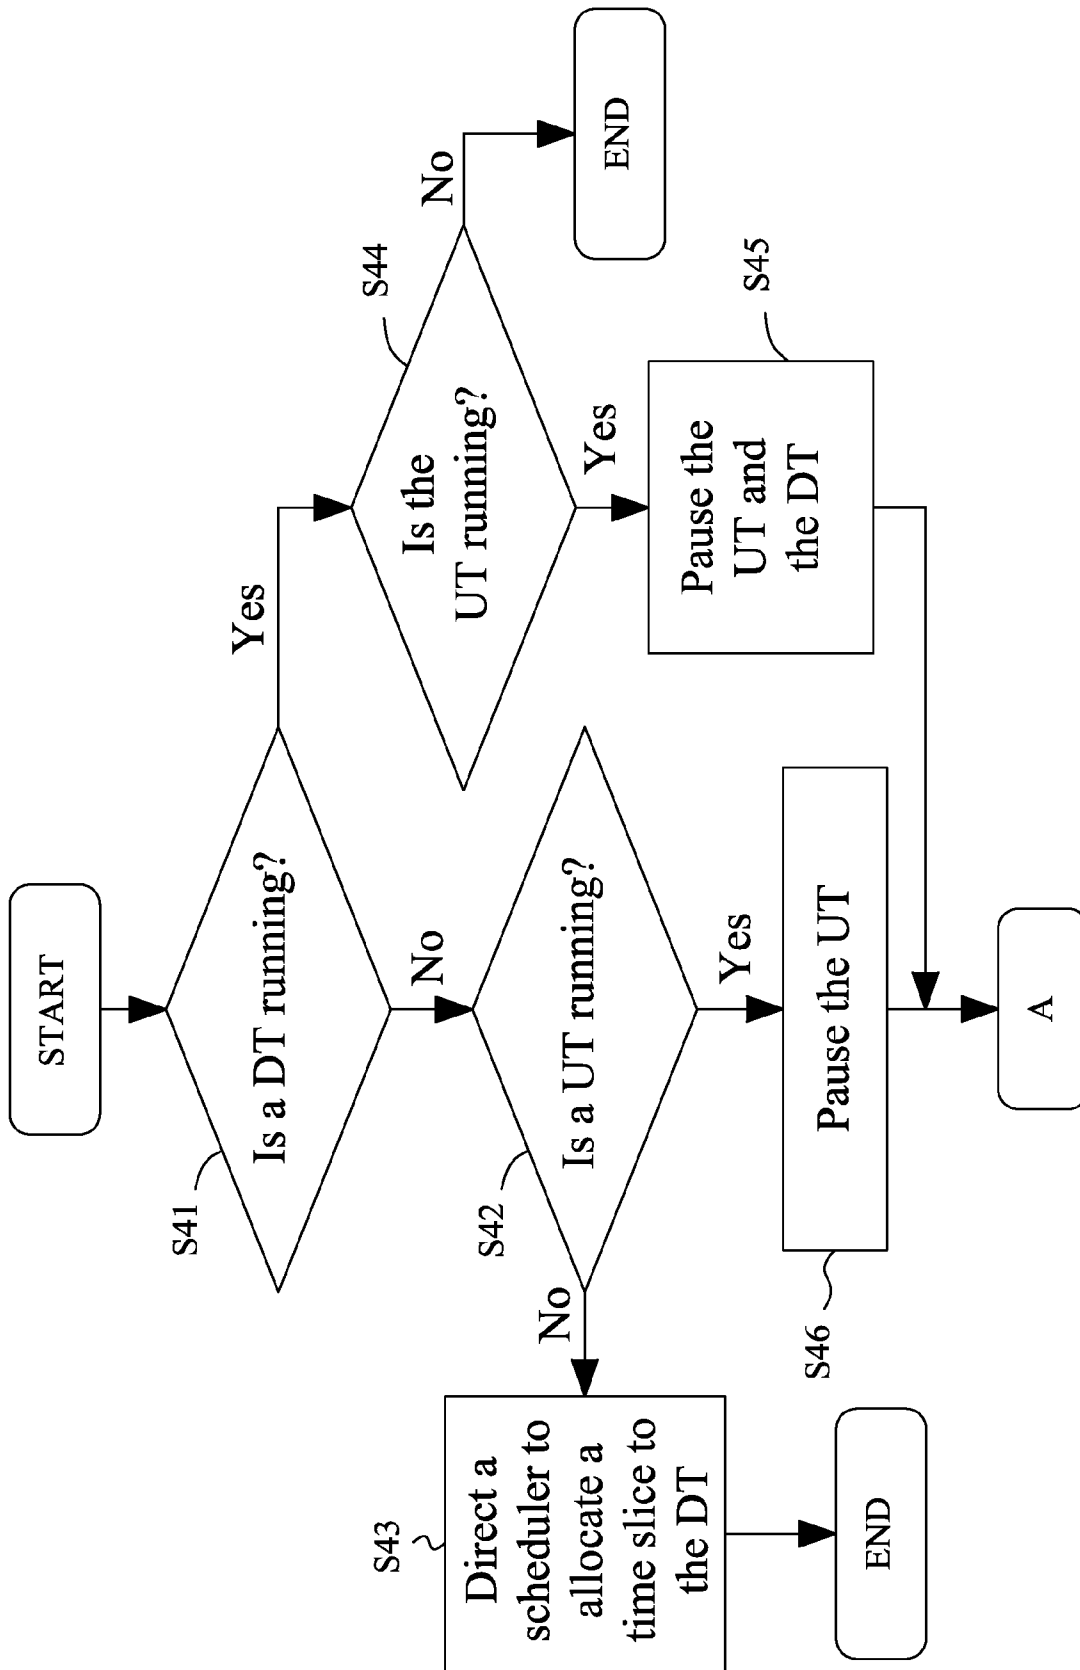 START
S41
Is a DT running?
Yes
No
S42
Is a UT running?
No
Yes
S43
Direct a
scheduler to
allocate a
time slice to
the DT
END
S46
Pause the UT
A
S44
Is the
UT running?
No
Yes
END
S45
Pause the
UT and
the DT